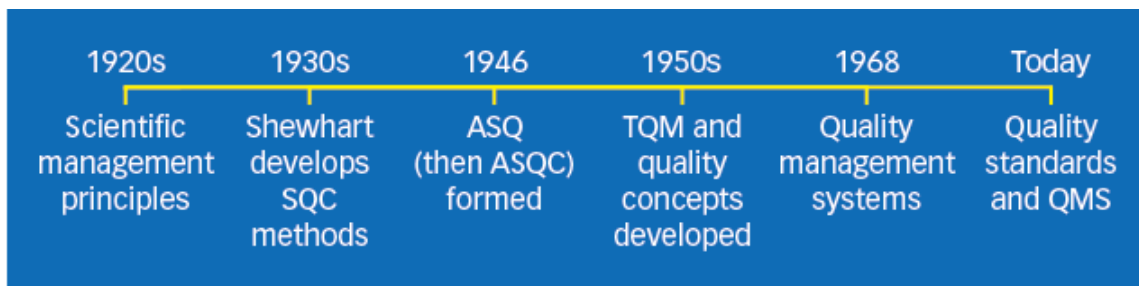 1920s
Scientific
management
principles
1930s
Shewhart
develops
SQC
methods
1946
ASQ
(then ASQC)
formed
1950s
TQM and
quality
concepts
developed
1968
Quality
management
systems
Today
Quality
standards
and QMS